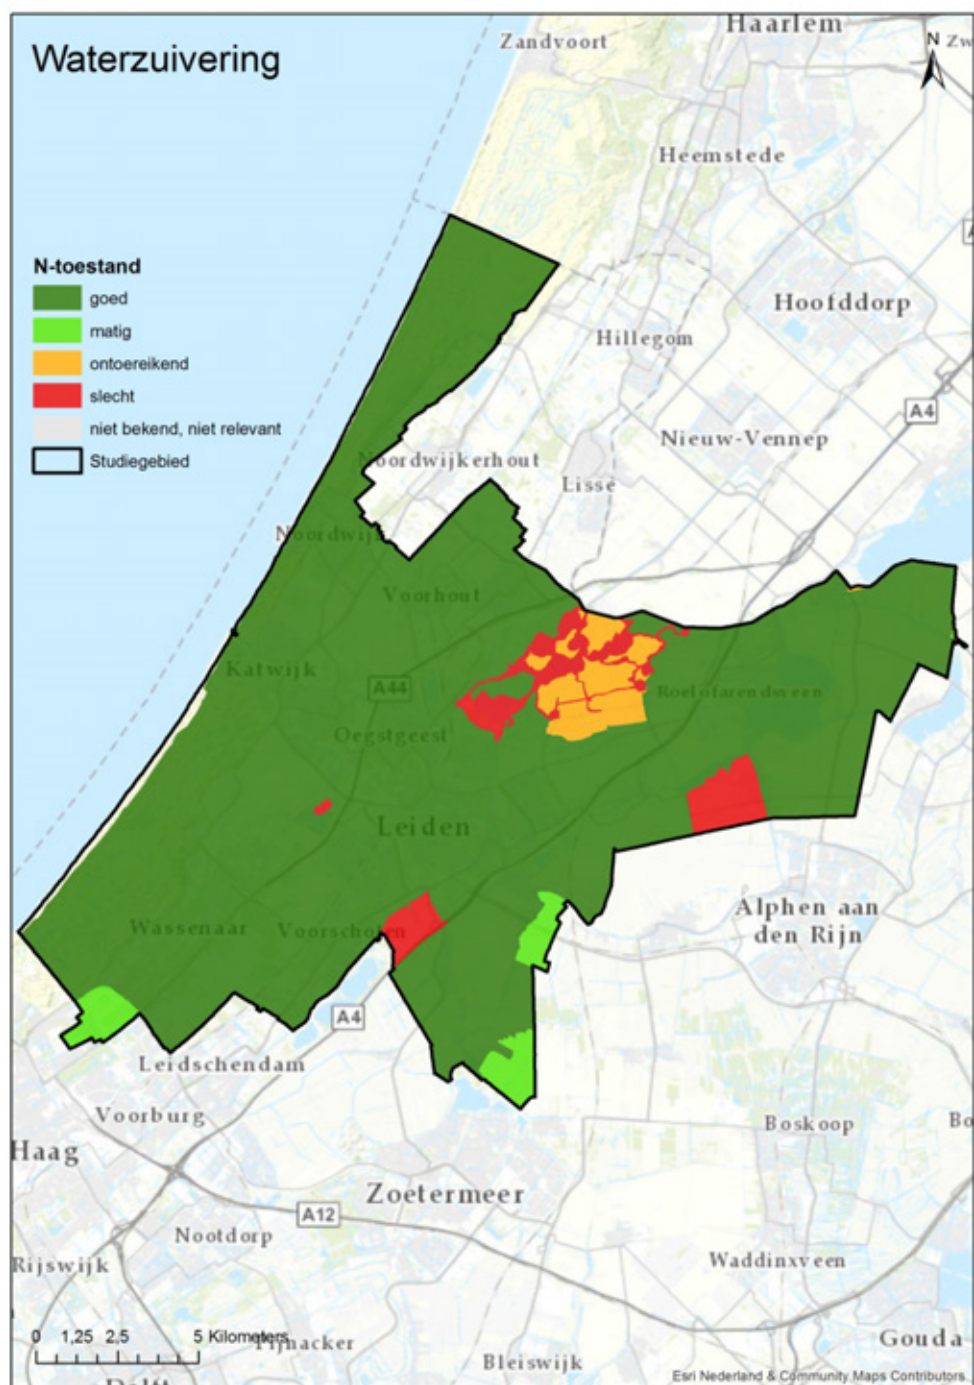 Waterzuivering
N
Zw
Haarlem
Zandvoort
Heemstede
N-toestand
goed
matig
ontoereikend
slecht
niet bekend, niet relevant
Studiegebied
Hoofddorp
Hillegom
A4
Nieuw-Vennep
Noordwijkerhout
Lisse
Noordwijk
Voorhout
Katwijk
A44
Roelofarendsveen
Oegstgeest
Leiden
Alphen aan
den Rijn
Wassenaar
Voorschoten
A4
Leidschendam
Voorburg
Boskoop
Bo
Haag
Zoetermeer
A12
Nootdorp
Rijswijk
Waddinxveen
0 1,25 2,5 5 Kilometers
Pijnacker
Gouda
Bleiswijk
Esri Nederland & Community Maps Contributors